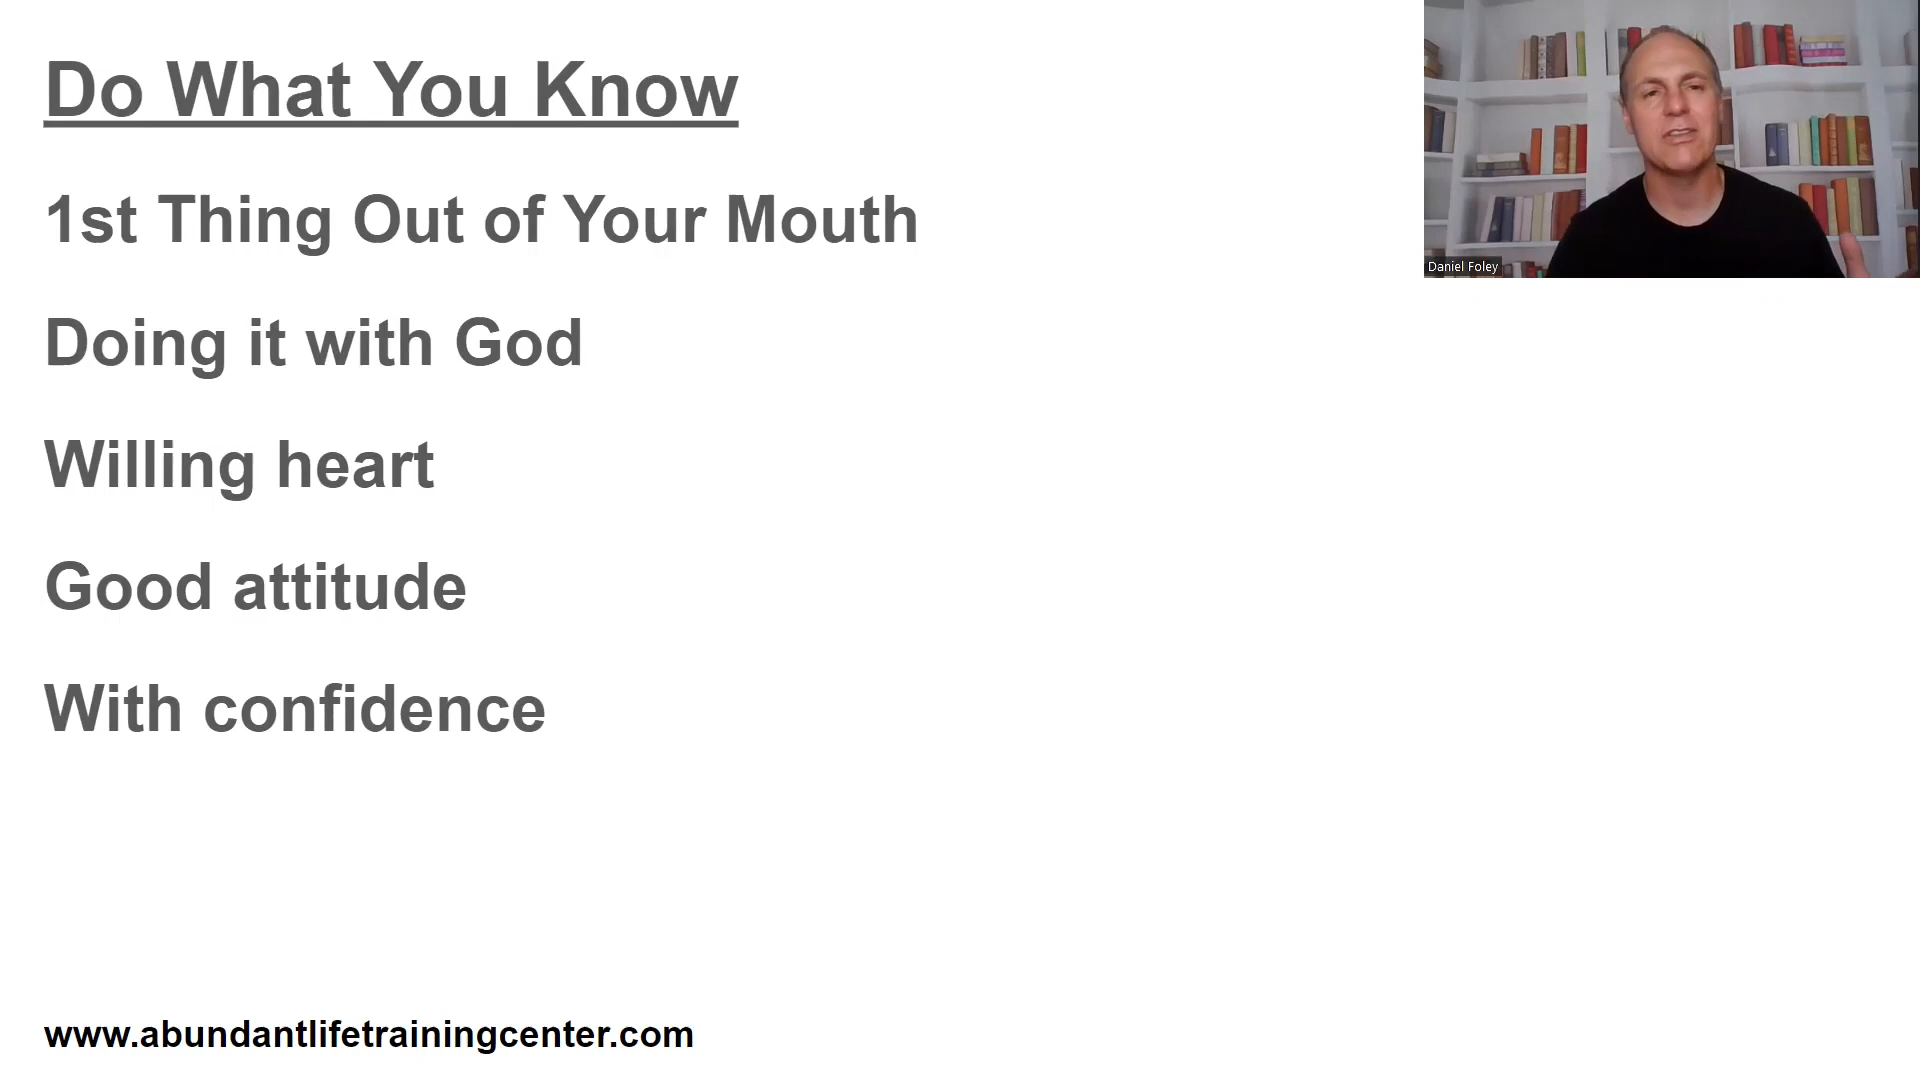 Do What You Know
1st Thing Out of Your Mouth
Doing it with God
Willing heart
Good attitude
With confidence
Daniel Foley
www.abundantlifetrainingcenter.com